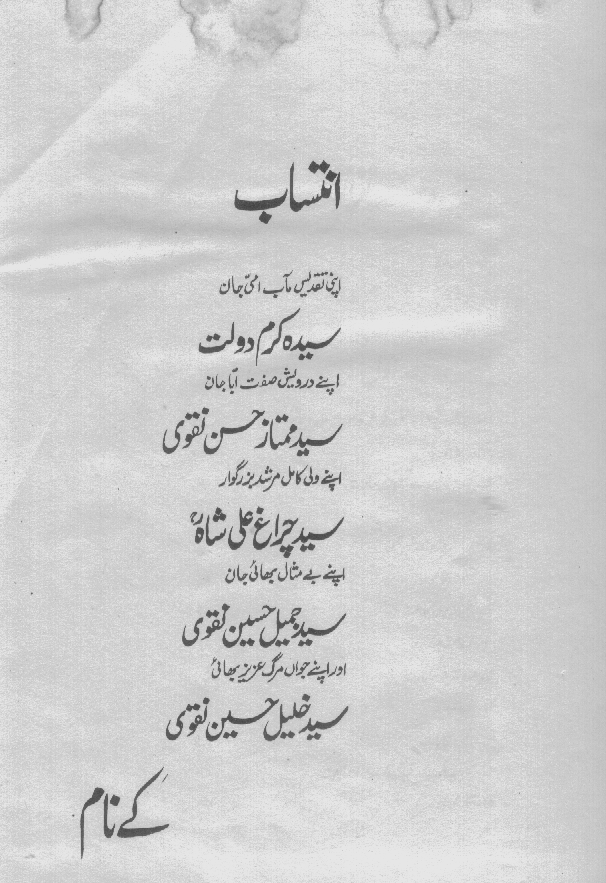 انتساب
اپنی تقدیس مآب امیّ جان
سیدہ کرم دولت
اپنے درویش صفت ابّا جان
سید ممتاز حسن نقوی
اپنے ولی کامل مرشد بزرگوار
سید چراغ علی شاہؒ
اپنے بے مثال بھائی جان
سید جمیل حسین نقوی
اور اپنے جواں مرگ عزیز بھائی
سید خلیل حسین نقوی
کے نام